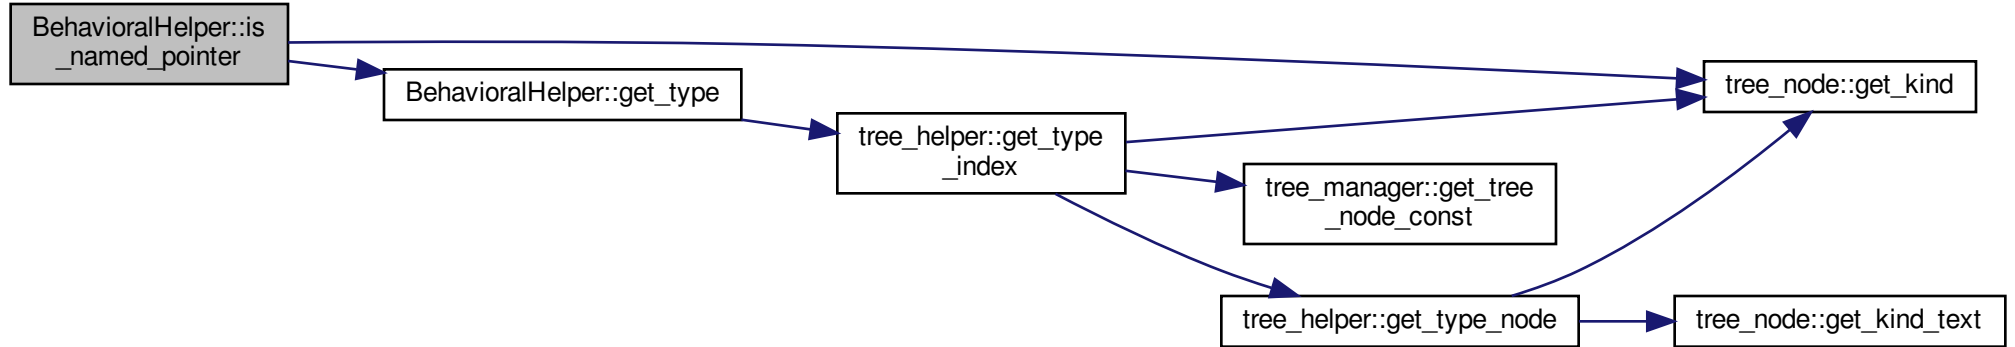 BehavioralHelper::is
_named_pointer
BehavioralHelper::get_type
tree_helper::get_type
_index
tree_node::get_kind
tree_manager::get_tree
_node_const
tree_helper::get_type_node
tree_node::get_kind_text